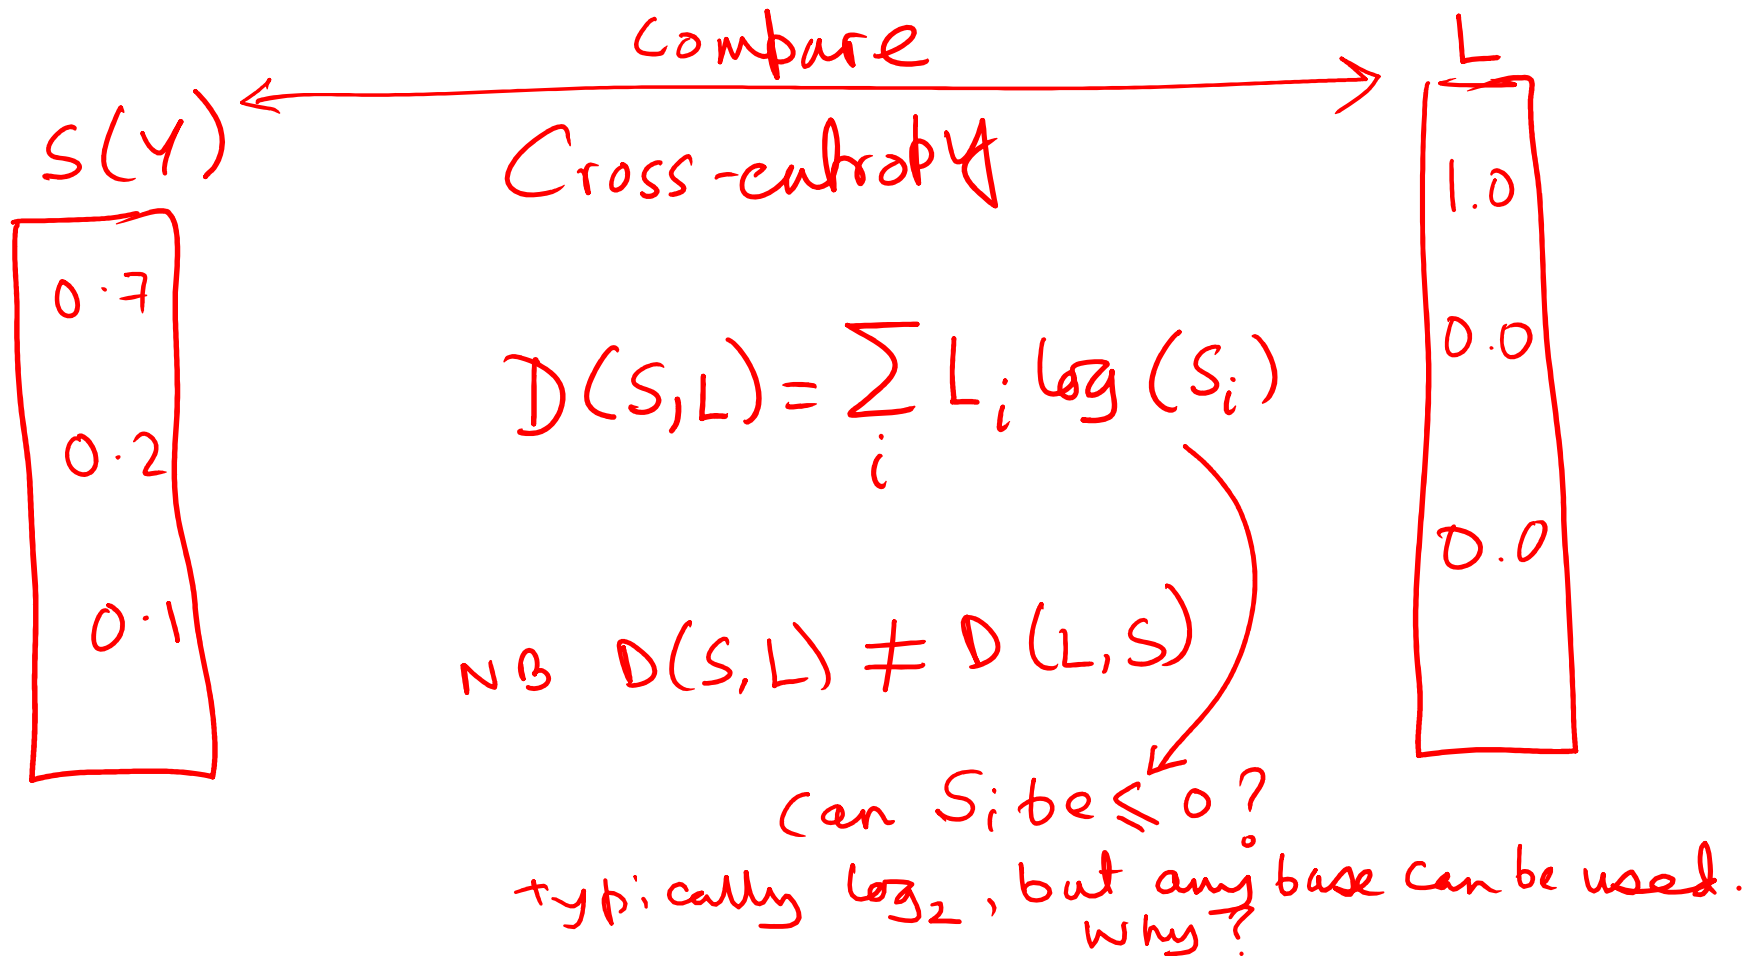 Compare
L
S(Y)
Cross-entropy
1.0
0.7
0.0
D(S,L) = ∑ᵢ Lᵢ log (Sᵢ)
0.2
0.0
0.1
NB D(S,L) ≠ D(L,S)
Can Sᵢ be ⩽ 0?
typically log₂, but any base can be used.
Why?